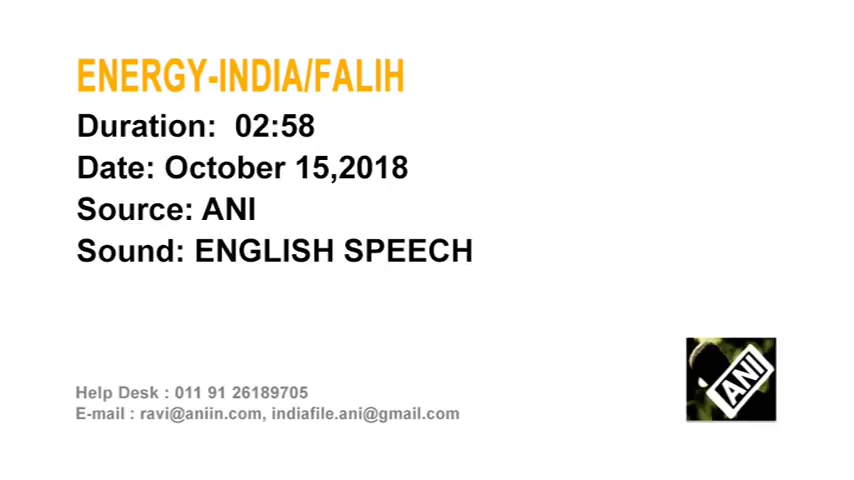 ENERGY-INDIA/FALIH
Duration:  02:58
Date: October 15,2018
Source: ANI
Sound: ENGLISH SPEECH
Help Desk : 011 91 26189705
E-mail : ravi@aniin.com, indiafile.ani@gmail.com
ANI